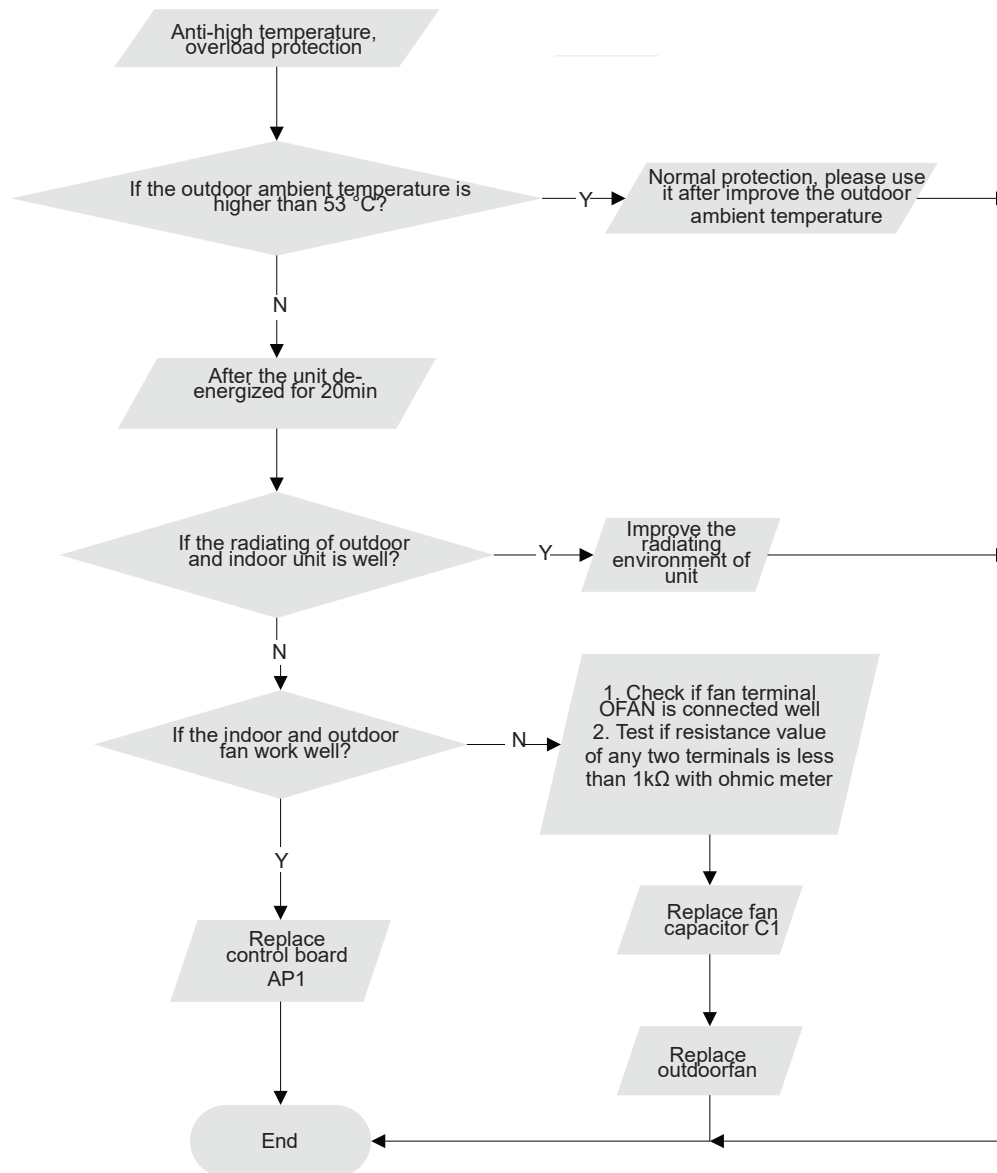 Anti-high temperature,
overload protection
If the outdoor ambient temperature is
higher than 53 °C?
Y
Normal protection, please use
it after improve the outdoor
ambient temperature
N
After the unit de-
energized for 20min
If the radiating of outdoor
and indoor unit is well?
Y
Improve the
radiating
environment of
unit
N
If the indoor and outdoor
fan work well?
N
1. Check if fan terminal
OFAN is connected well
2. Test if resistance value
of any two terminals is less
than 1kΩ with ohmic meter
Y
Replace
control board
AP1
Replace fan
capacitor C1
Replace
outdoorfan
End